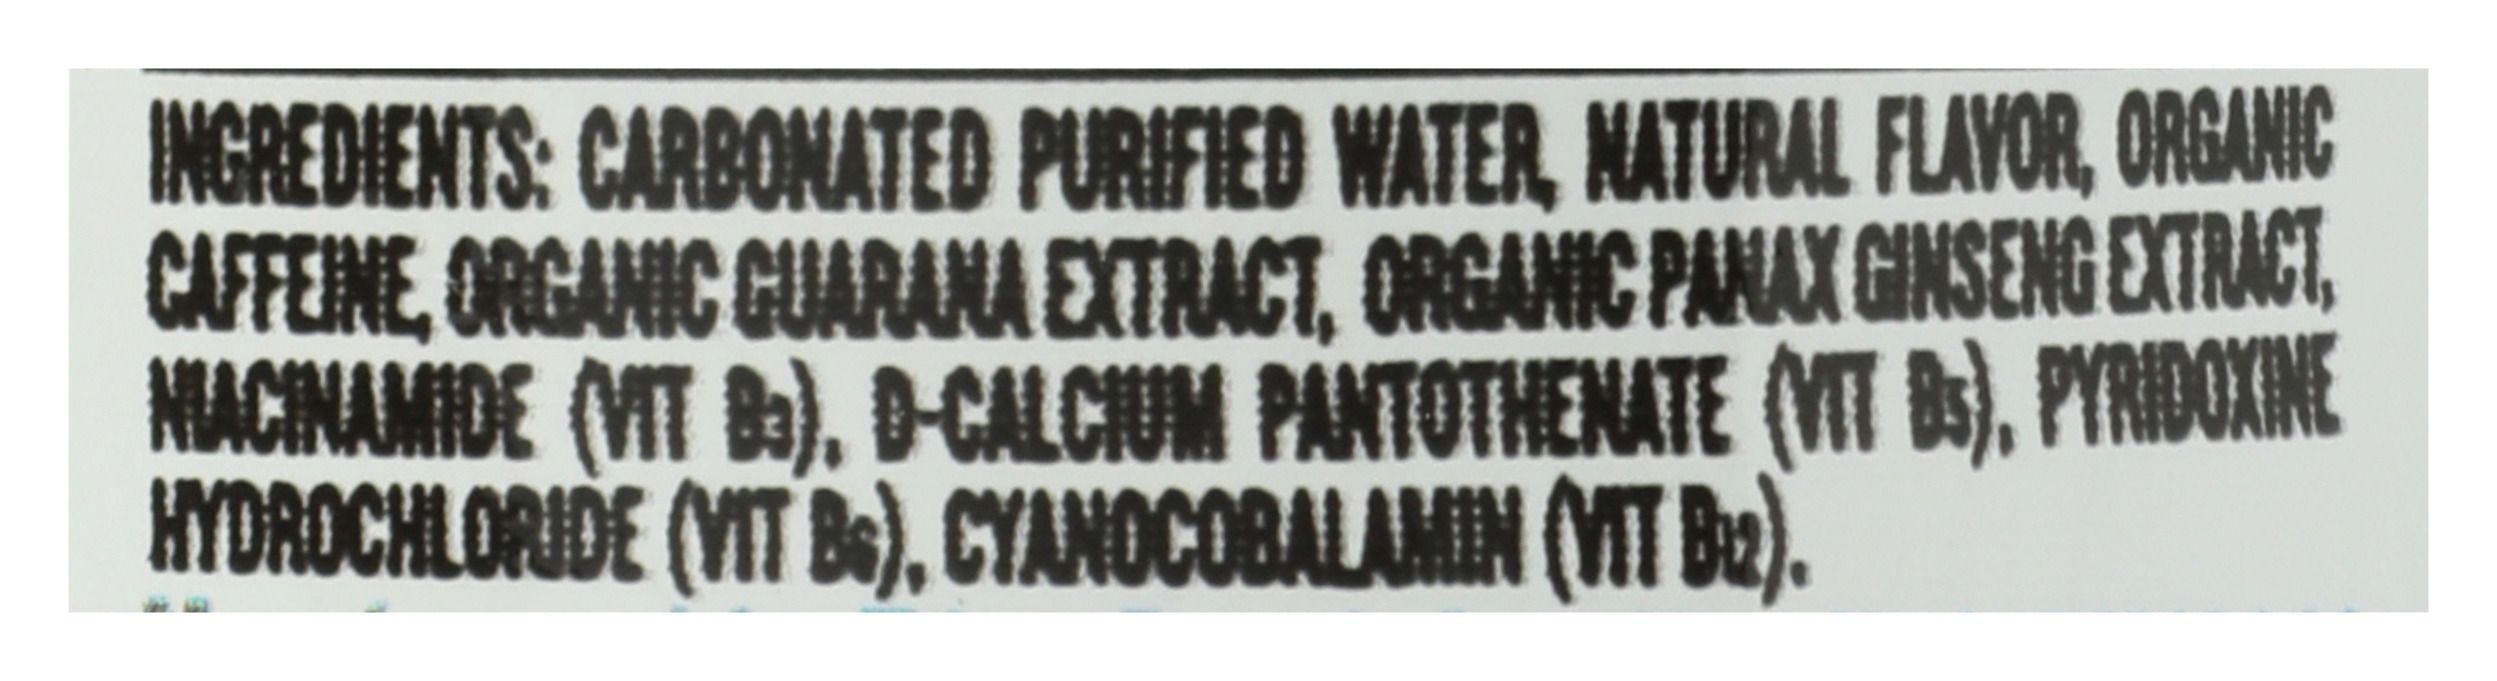 INGREDIENTS: CARBONATED PURIFIED WATER, NATURAL FLAVOR, ORGANIC
CAFFEINE, ORGANIC GUARANA EXTRACT, ORGANIC PANAX GINSENG EXTRACT,
NIACINAMIDE (VIT B3), D-CALCIUM PANTOTHENATE (VIT B5), PYRIDOXINE
HYDROCHLORIDE (VIT B6), CYANOCOBALAMIN (VIT B12).